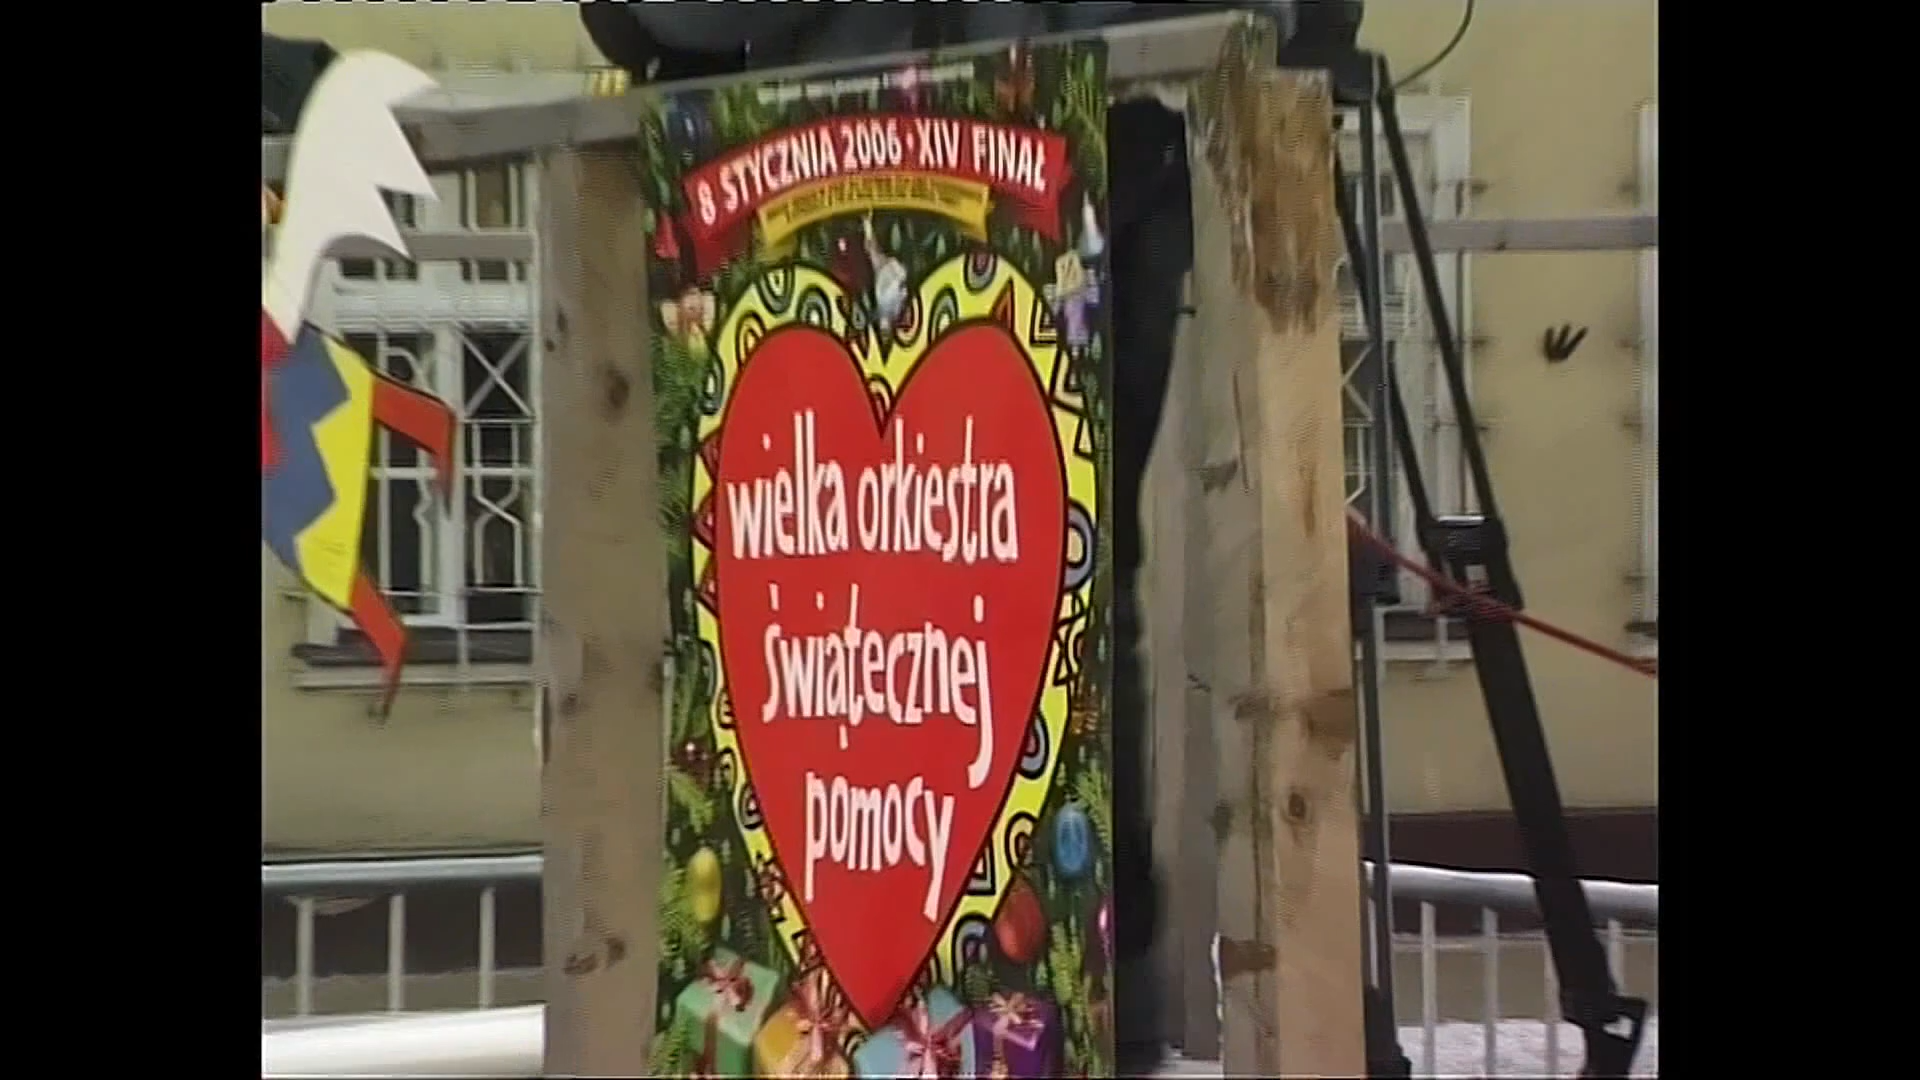 8 STYCZNIA 2006 • XIV FINAŁ
wielka orkiestra
świątecznej
pomocy